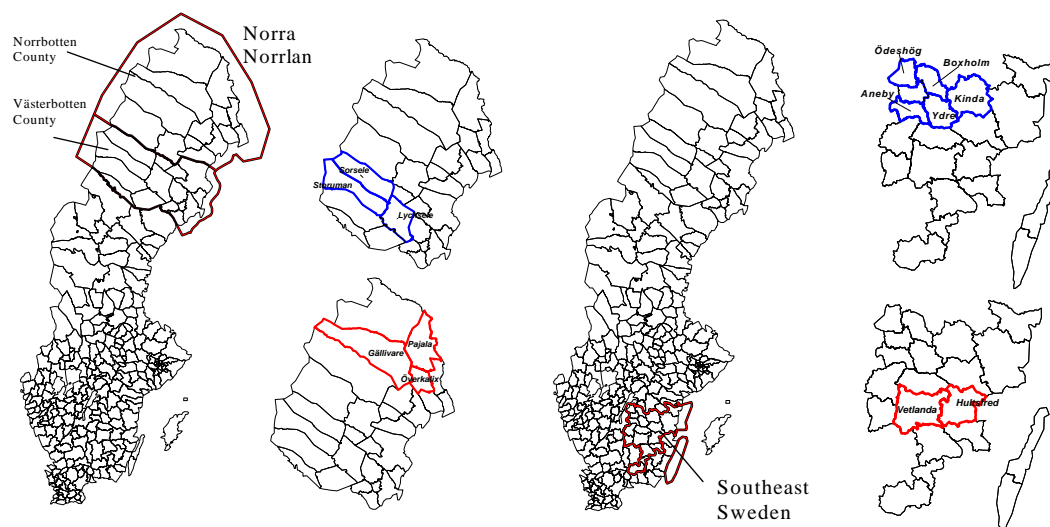 Norrbotten
County
Norra
Norrlan
Västerbotten
County
Sorsele
Storuman
Lycksele
Gällivare
Pajala
Överkalix
Ödeshög
Boxholm
Aneby
Kinda
Ydre
Vetlanda
Hultsfred
Southeast
Sweden